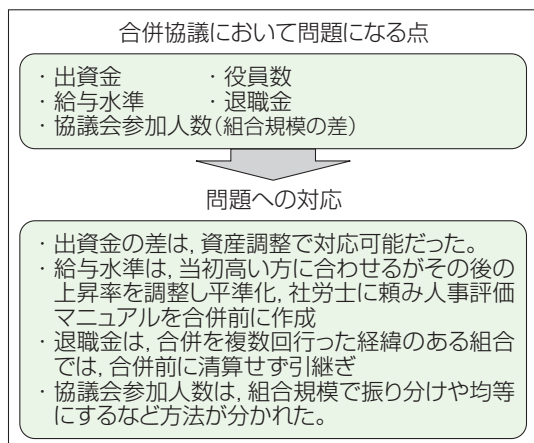 合併協議において問題になる点
・出資金 ・役員数
・給与水準 ・退職金
・協議会参加人数(組合規模の差)
問題への対応
・出資金の差は,資産調整で対応可能だった。
・給与水準は,当初高い方に合わせるがその後の
上昇率を調整し平準化,社労士に頼み人事評価
マニュアルを合併前に作成
・退職金は,合併を複数回行った経緯のある組合
では,合併前に清算せず引継ぎ
・協議会参加人数は,組合規模で振り分けや均等
にするなど方法が分かれた。